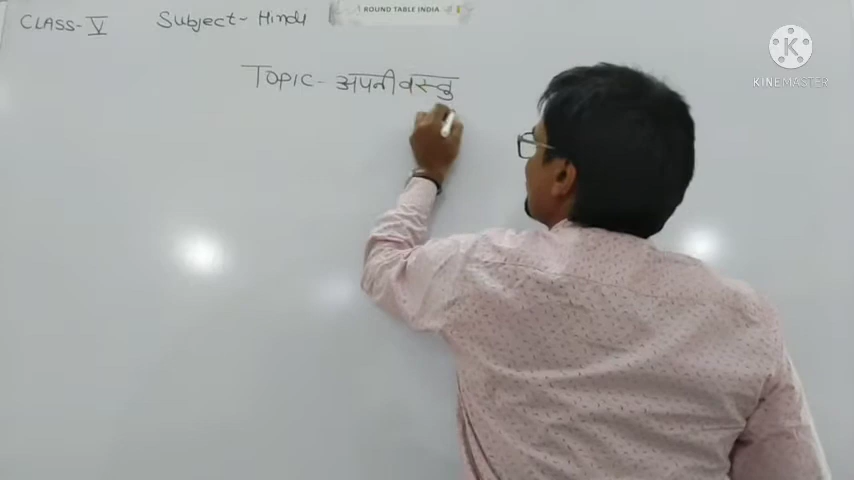 CLASS-V Subject-Hindi ROUND TABLE INDIA
KINEMASTER
TOPIC- अपनी वस्तु